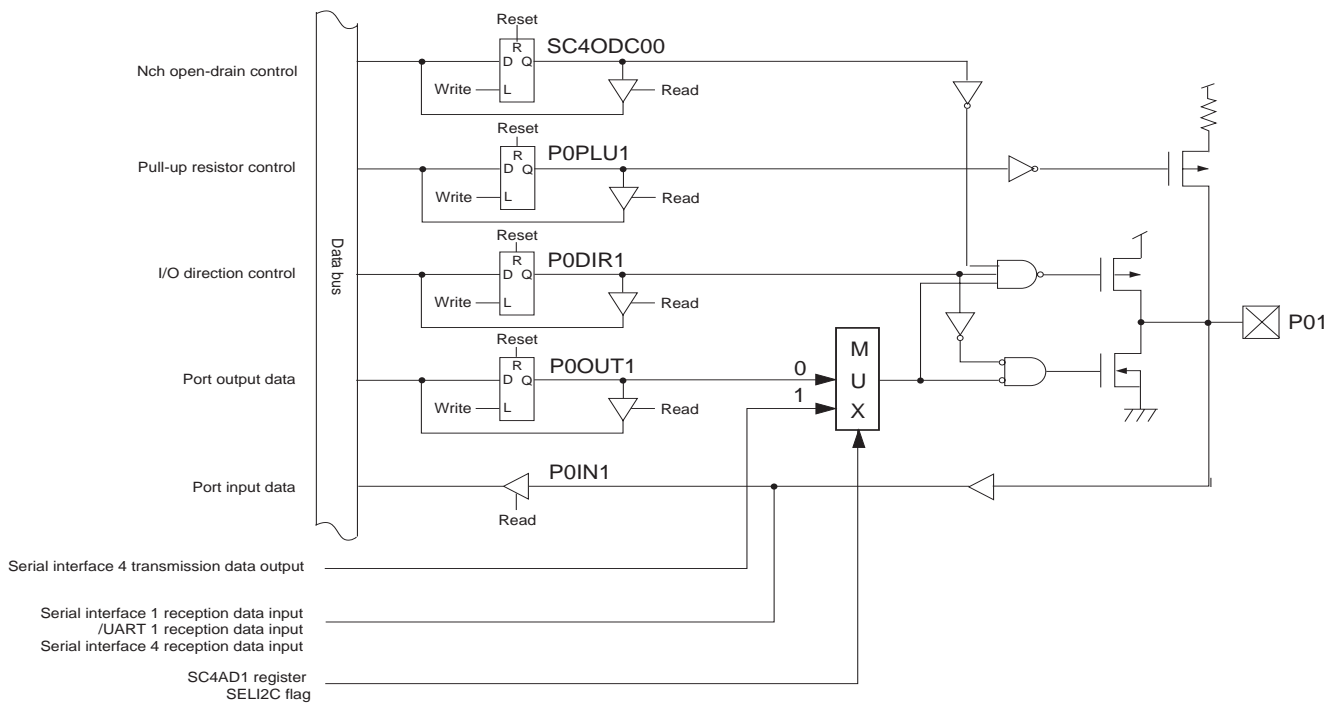 Reset
R
SC4ODC00
D Q
Nch open-drain control
Write
L
Read
Reset
R
P0PLU1
D Q
Pull-up resistor control
Write
L
Read
Data bus
Reset
R
P0DIR1
D Q
I/O direction control
Write
L
Read
P01
Reset
R
P0OUT1
D Q
Port output data
Write
L
Read
0
1
M
U
X
P0IN1
Port input data
Read
Serial interface 4 transmission data output
Serial interface 1 reception data input
/UART 1 reception data input
Serial interface 4 reception data input
SC4AD1 register
SELI2C flag